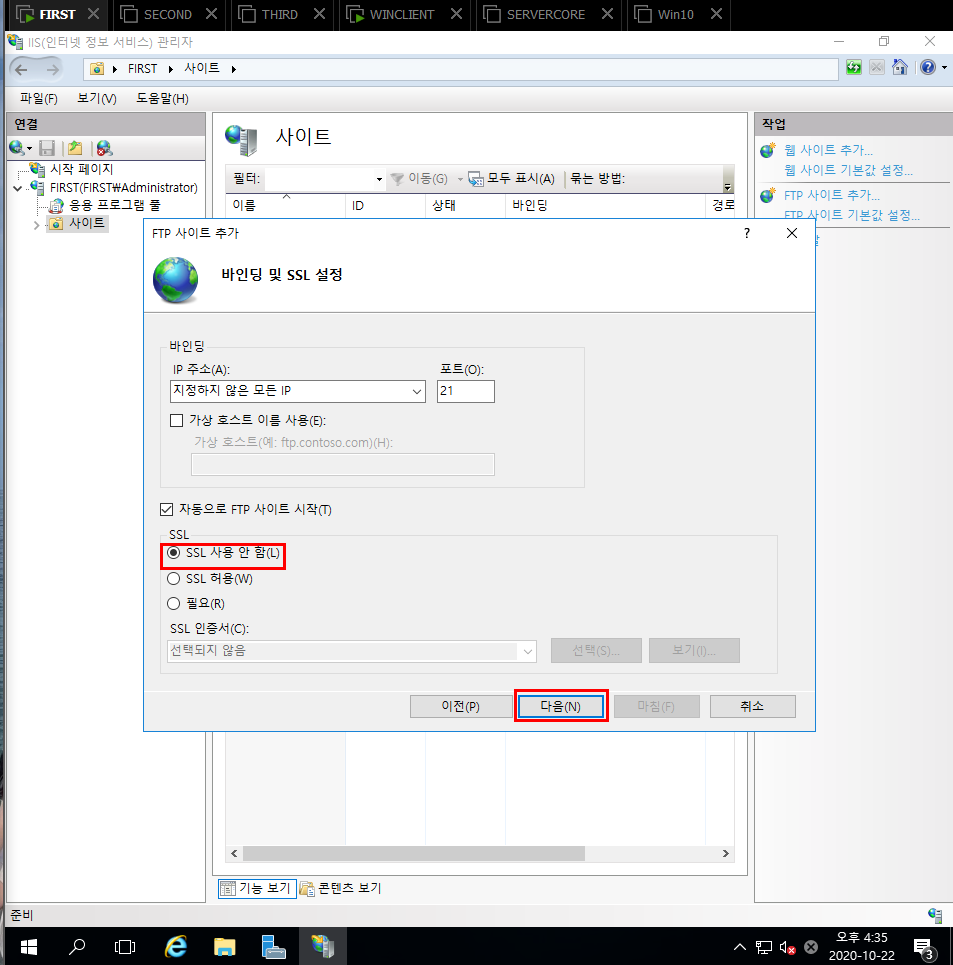 FIRST SECOND THIRD WINCLIENT SERVERCORE Win10
IIS(인터넷 정보 서비스) 관리자
FIRST 사이트
파일(F) 보기(V) 도움말(H)
연결
시작 페이지
FIRST(FIRST₩Administrator)
응용 프로그램 풀
사이트
사이트
필터: 이동(G) 모두 표시(A) 묶는 방법:
이름 ID 상태 바인딩 경로
작업
웹 사이트 추가...
웹 사이트 기본값 설정...
FTP 사이트 추가...
FTP 사이트 기본값 설정...
FTP 사이트 추가
?
바인딩 및 SSL 설정
바인딩
IP 주소(A): 포트(O):
지정하지 않은 모든 IP 21
가상 호스트 이름 사용(E):
가상 호스트(예: ftp.contoso.com)(H):
자동으로 FTP 사이트 시작(T)
SSL
SSL 사용 안 함(L)
SSL 허용(W)
필요(R)
SSL 인증서(C):
선택되지 않음 선택(S)... 보기(I)...
이전(P) 다음(N) 마침(F) 취소
기능 보기 콘텐츠 보기
준비
오후 4:35
2020-10-22
3